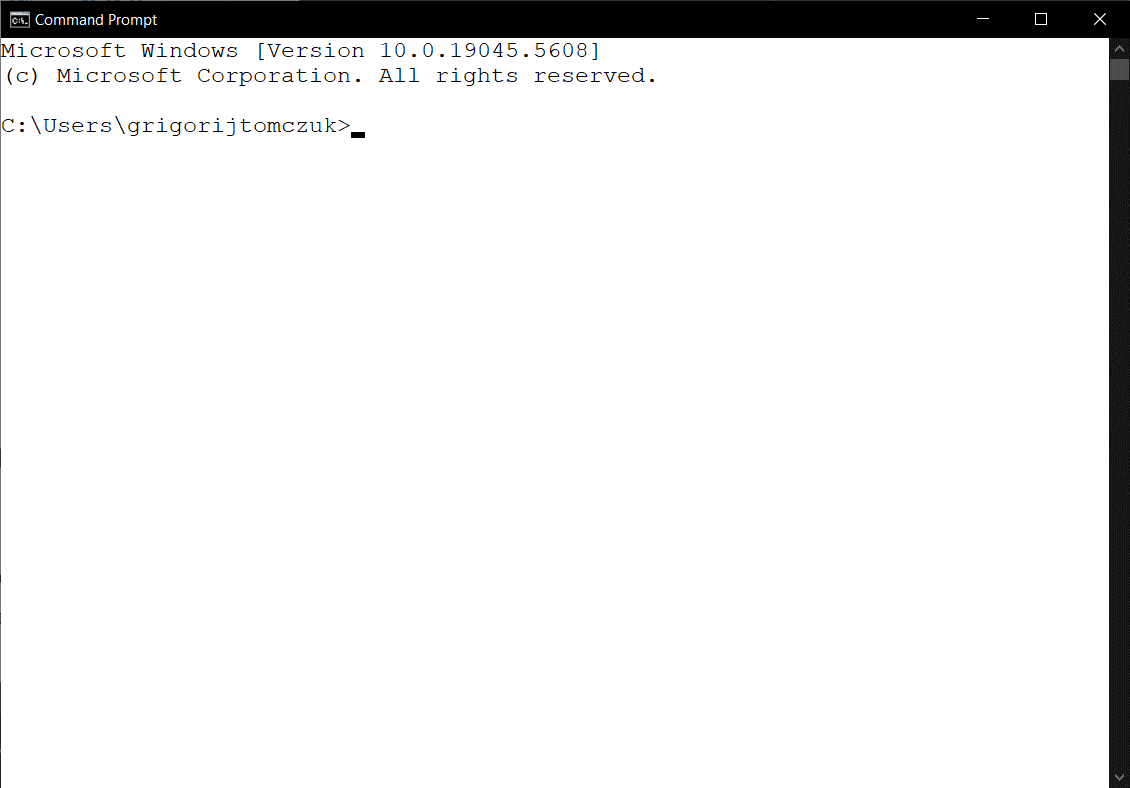 Command Prompt
Microsoft Windows [Version 10.0.19045.5608]
(c) Microsoft Corporation. All rights reserved.
C:\Users\grigorijtomczuk>